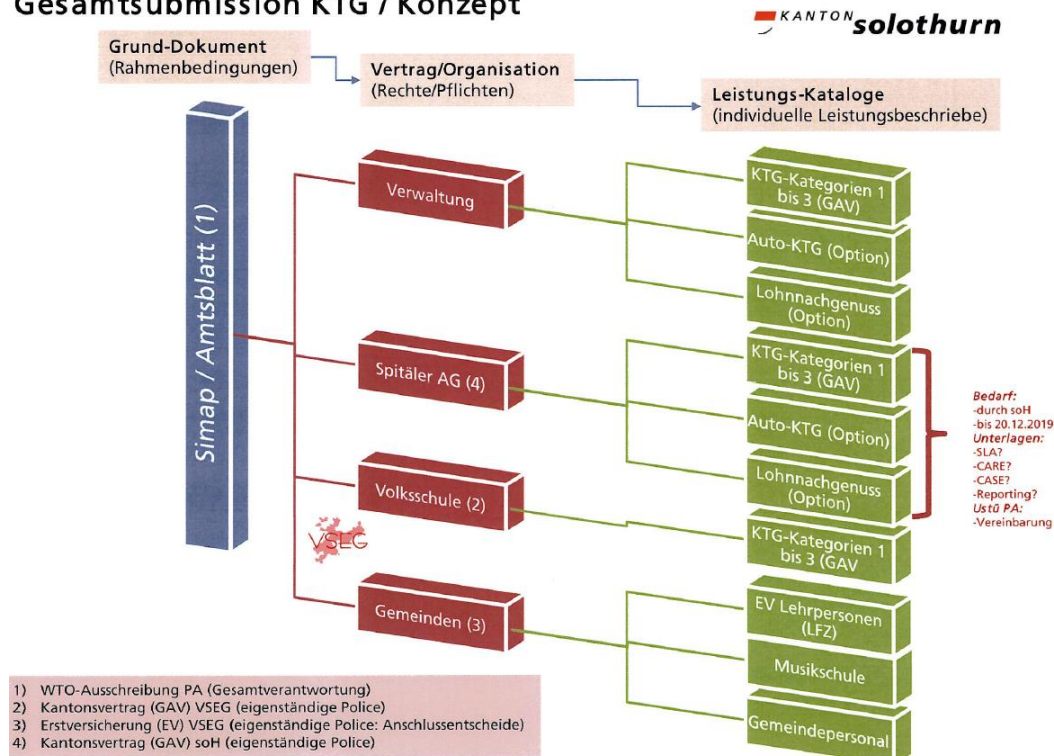 Gesamtsubmission KTG / Konzept
KANTON solothurn
Grund-Dokument
(Rahmenbedingungen)
Vertrag/Organisation
(Rechte/Pflichten)
Leistungs-Kataloge
(individuelle Leistungsbeschriebe)
Simap / Amtsblatt (1)
Verwaltung
KTG-Kategorien 1
bis 3 (GAV)
Auto-KTG (Option)
Lohnnachgenuss
(Option)
Spitäler AG (4)
KTG-Kategorien 1
bis 3 (GAV)
Auto-KTG (Option)
Lohnnachgenuss
(Option)
Bedarf:
-durch soH
-bis 20.12.2019
Unterlagen:
-SLA?
-CARE?
-CASE?
-Reporting?
Ustü PA:
-Vereinbarung
Volksschule (2)
KTG-Kategorien 1
bis 3 (GAV
VSEG
Gemeinden (3)
EV Lehrpersonen
(LFZ)
Musikschule
Gemeindepersonal
1) WTO-Ausschreibung PA (Gesamtverantwortung)
2) Kantonsvertrag (GAV) VSEG (eigenständige Police)
3) Erstversicherung (EV) VSEG (eigenständige Police: Anschlussentscheide)
4) Kantonsvertrag (GAV) soH (eigenständige Police)